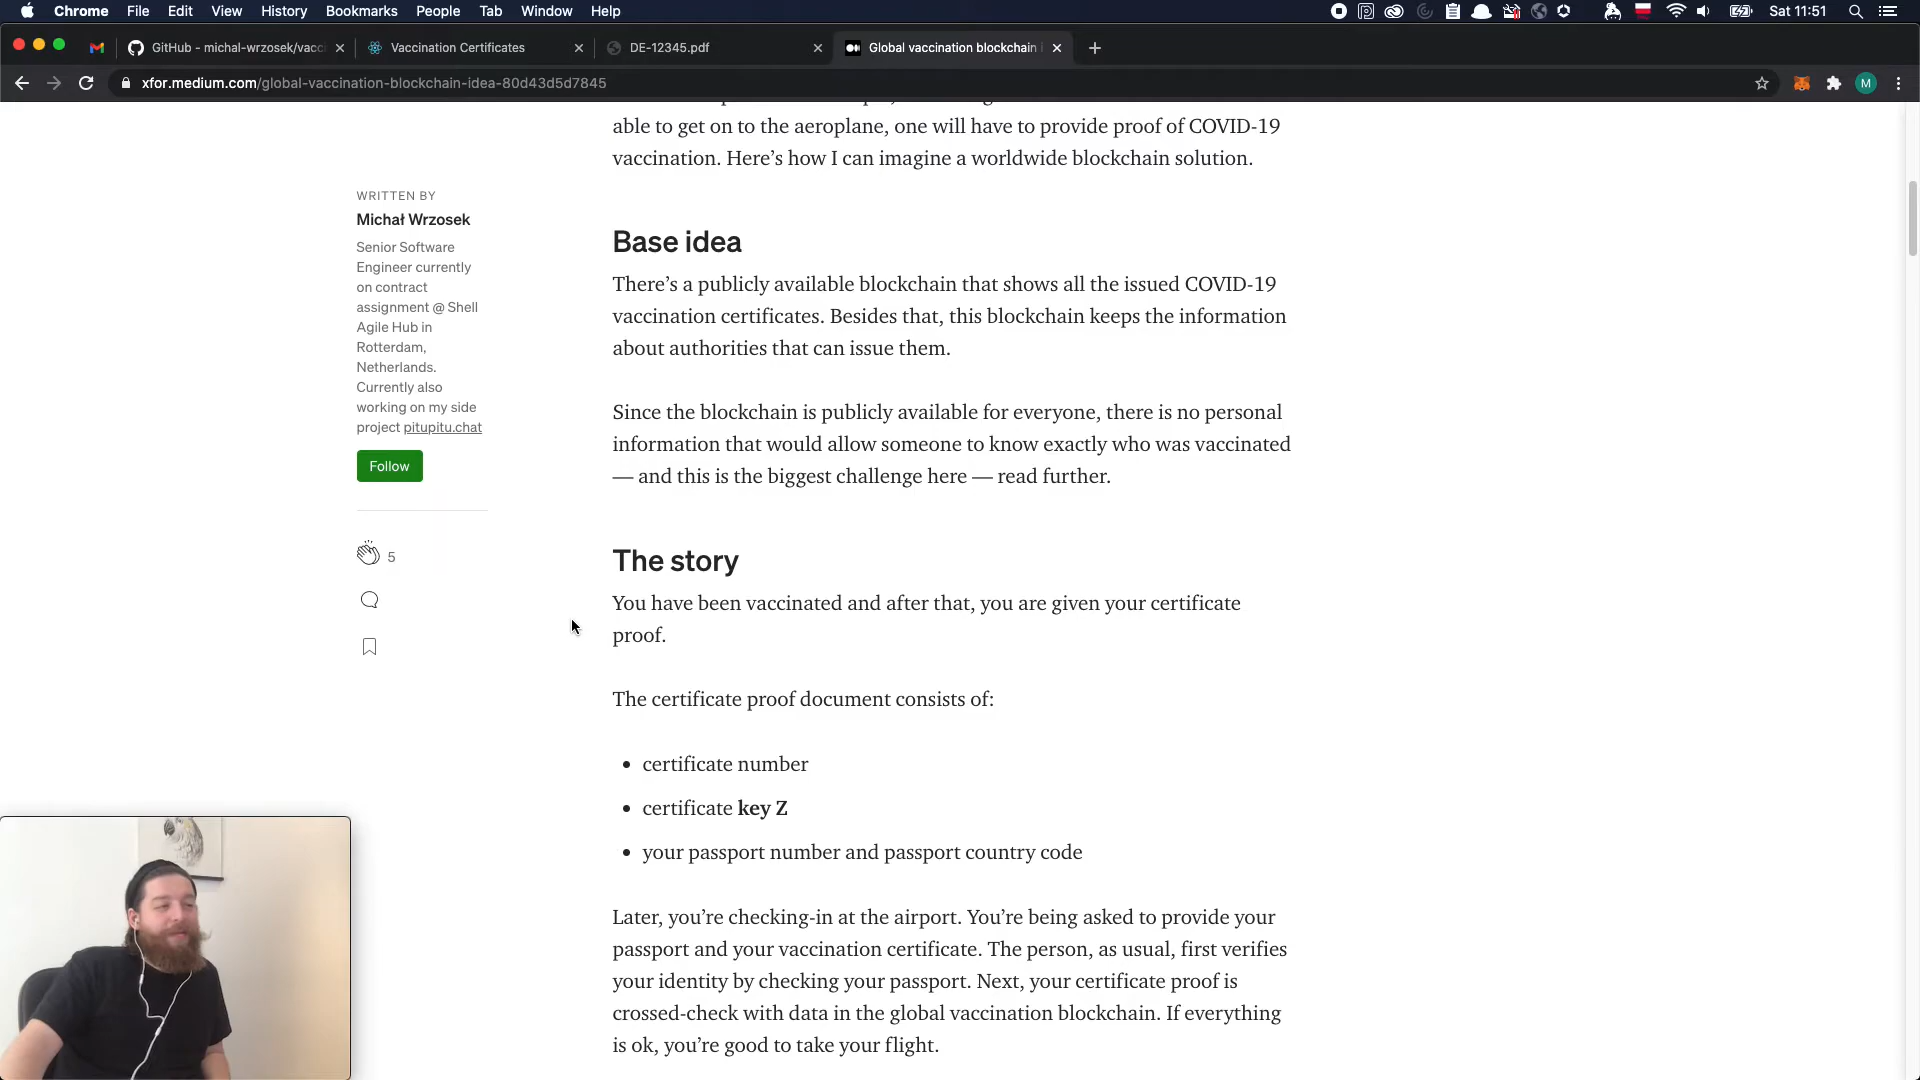 Chrome File Edit View History Bookmarks People Tab Window Help
Sat 11:51
GitHub - michal-wrzosek/vacc
Vaccination Certificates
DE-12345.pdf
Global vaccination blockchain
xfor.medium.com/global-vaccination-blockchain-idea-80d43d5d7845
M
able to get on to the aeroplane, one will have to provide proof of COVID-19
vaccination. Here’s how I can imagine a worldwide blockchain solution.
WRITTEN BY
Michał Wrzosek
Senior Software
Engineer currently
on contract
assignment @ Shell
Agile Hub in
Rotterdam,
Netherlands.
Currently also
working on my side
project pitupitu.chat
Follow
5
Base idea
There’s a publicly available blockchain that shows all the issued COVID-19
vaccination certificates. Besides that, this blockchain keeps the information
about authorities that can issue them.
Since the blockchain is publicly available for everyone, there is no personal
information that would allow someone to know exactly who was vaccinated
— and this is the biggest challenge here — read further.
The story
You have been vaccinated and after that, you are given your certificate
proof.
The certificate proof document consists of:
• certificate number
• certificate key Z
• your passport number and passport country code
Later, you’re checking-in at the airport. You’re being asked to provide your
passport and your vaccination certificate. The person, as usual, first verifies
your identity by checking your passport. Next, your certificate proof is
crossed-check with data in the global vaccination blockchain. If everything
is ok, you’re good to take your flight.